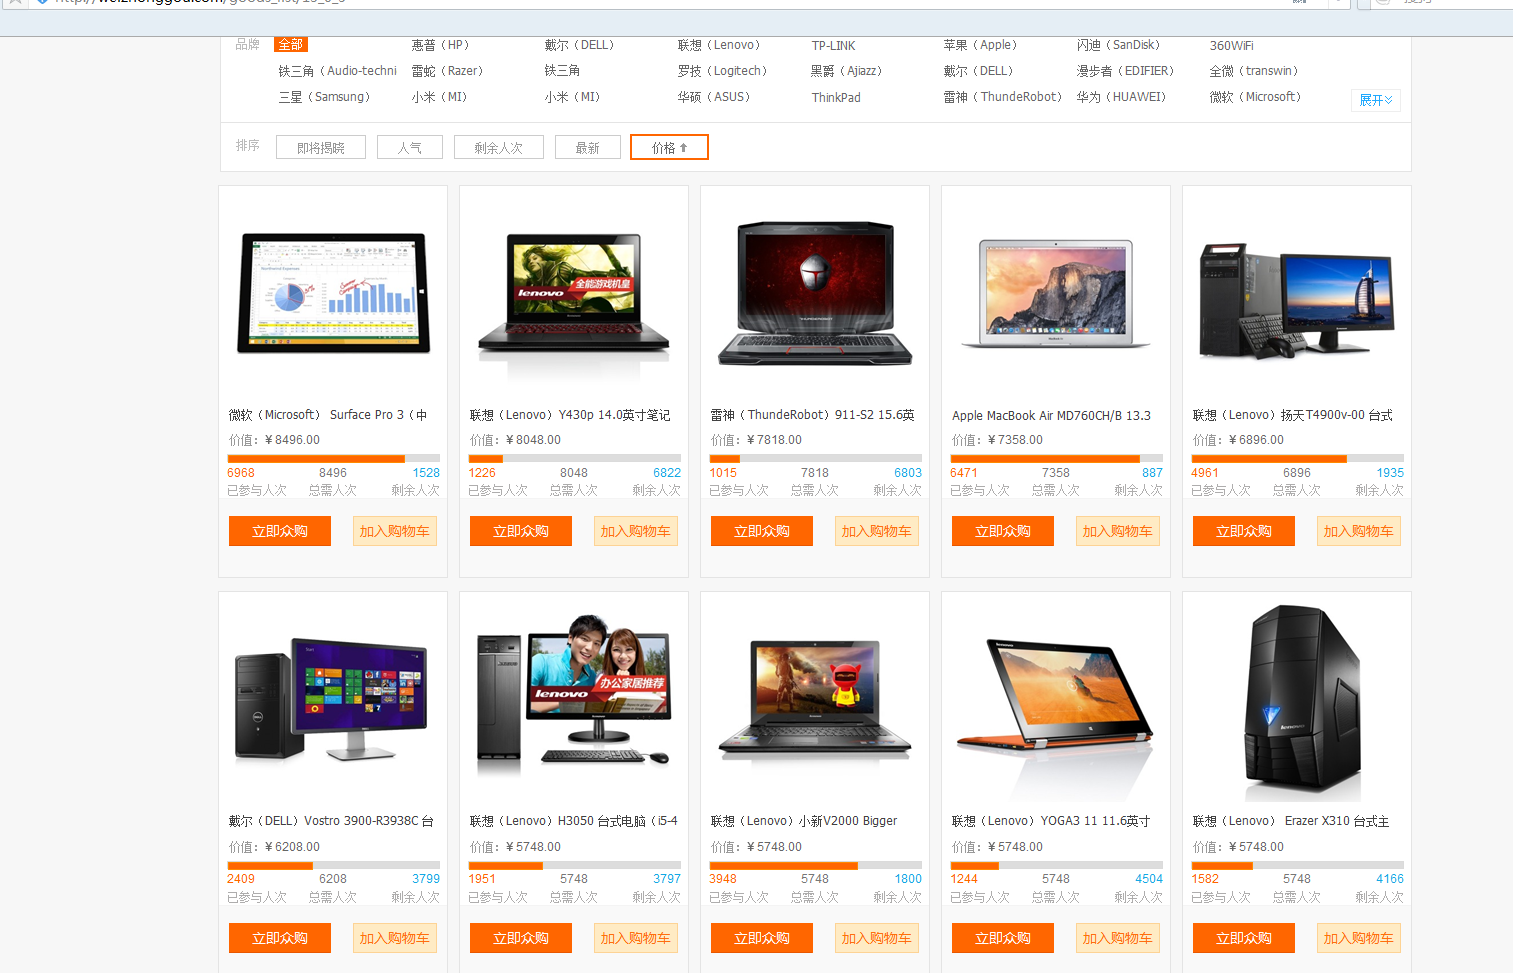 品牌 全部 惠普（HP） 戴尔（DELL） 联想（Lenovo） TP-LINK 苹果（Apple） 闪迪（SanDisk） 360WiFi
铁三角（Audio-techni 雷蛇（Razer） 铁三角 罗技（Logitech） 黑爵（Ajiazz） 戴尔（DELL） 漫步者（EDIFIER） 全微（transwin）
三星（Samsung） 小米（MI） 小米（MI） 华硕（ASUS） ThinkPad 雷神（ThundeRobot） 华为（HUAWEI） 微软（Microsoft） 展开
排序 即将揭晓 人气 剩余人次 最新 价格
lenovo 全能游戏机皇
微软（Microsoft） Surface Pro 3（中 联想（Lenovo）Y430p 14.0英寸笔记 雷神（ThundeRobot）911-S2 15.6英 Apple MacBook Air MD760CH/B 13.3 联想（Lenovo）扬天T4900v-00 台式
价值：￥8496.00 价值：￥8048.00 价值：￥7818.00 价值：￥7358.00 价值：￥6896.00
6968 8496 1528 1226 8048 6822 1015 7818 6803 6471 7358 887 4961 6896 1935
已参与人次 总需人次 剩余人次 已参与人次 总需人次 剩余人次 已参与人次 总需人次 剩余人次 已参与人次 总需人次 剩余人次 已参与人次 总需人次 剩余人次
立即众购 加入购物车 立即众购 加入购物车 立即众购 加入购物车 立即众购 加入购物车 立即众购 加入购物车
lenovo 办公家居推荐
戴尔（DELL）Vostro 3900-R3938C 台 联想（Lenovo）H3050 台式电脑（i5-4 联想（Lenovo）小新V2000 Bigger 联想（Lenovo）YOGA3 11 11.6英寸 联想（Lenovo） Erazer X310 台式主
价值：￥6208.00 价值：￥5748.00 价值：￥5748.00 价值：￥5748.00 价值：￥5748.00
2409 6208 3799 1951 5748 3797 3948 5748 1800 1244 5748 4504 1582 5748 4166
已参与人次 总需人次 剩余人次 已参与人次 总需人次 剩余人次 已参与人次 总需人次 剩余人次 已参与人次 总需人次 剩余人次 已参与人次 总需人次 剩余人次
立即众购 加入购物车 立即众购 加入购物车 立即众购 加入购物车 立即众购 加入购物车 立即众购 加入购物车